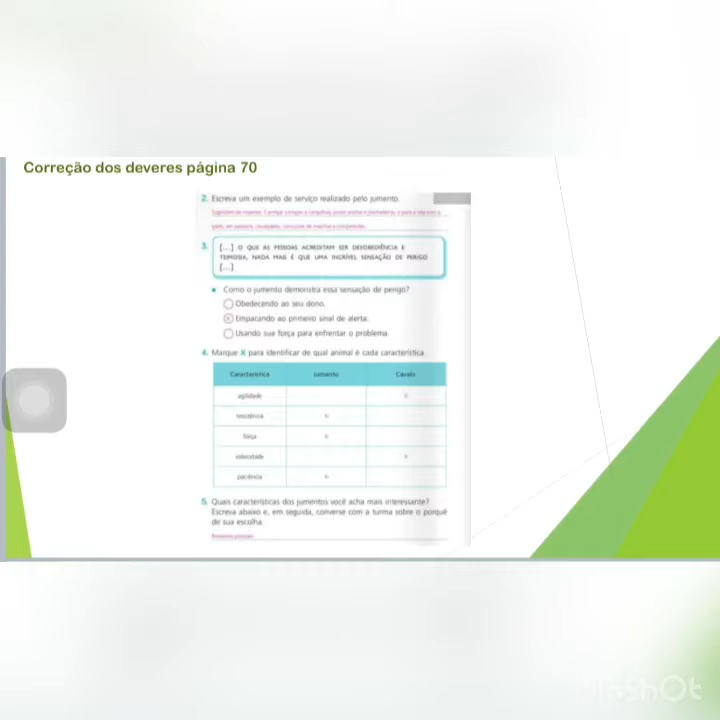 Correção dos deveres página 70
2. Escreva um exemplo de serviço realizado pelo jumento.
3. [...] O QUE AS PESSOAS ACREDITAM SER DESOBEDIÊNCIA E
TEIMOSIA, NADA MAIS É QUE UMA INCRÍVEL SENSAÇÃO DE PERIGO
[...]
Como o jumento demonstra essa sensação de perigo?
Obedecendo ao seu dono.
X Empacando ao primeiro sinal de alerta.
Usando sua força para enfrentar o problema.
4. Marque X para identificar de qual animal é cada característica
Característica Jumento Cavalo
agilidade X
resistência X
força X
velocidade X
paciência X
5. Quais características dos jumentos você acha mais interessante?
Escreva abaixo e, em seguida, converse com a turma sobre o porquê
de sua escolha.
Resposta pessoal.